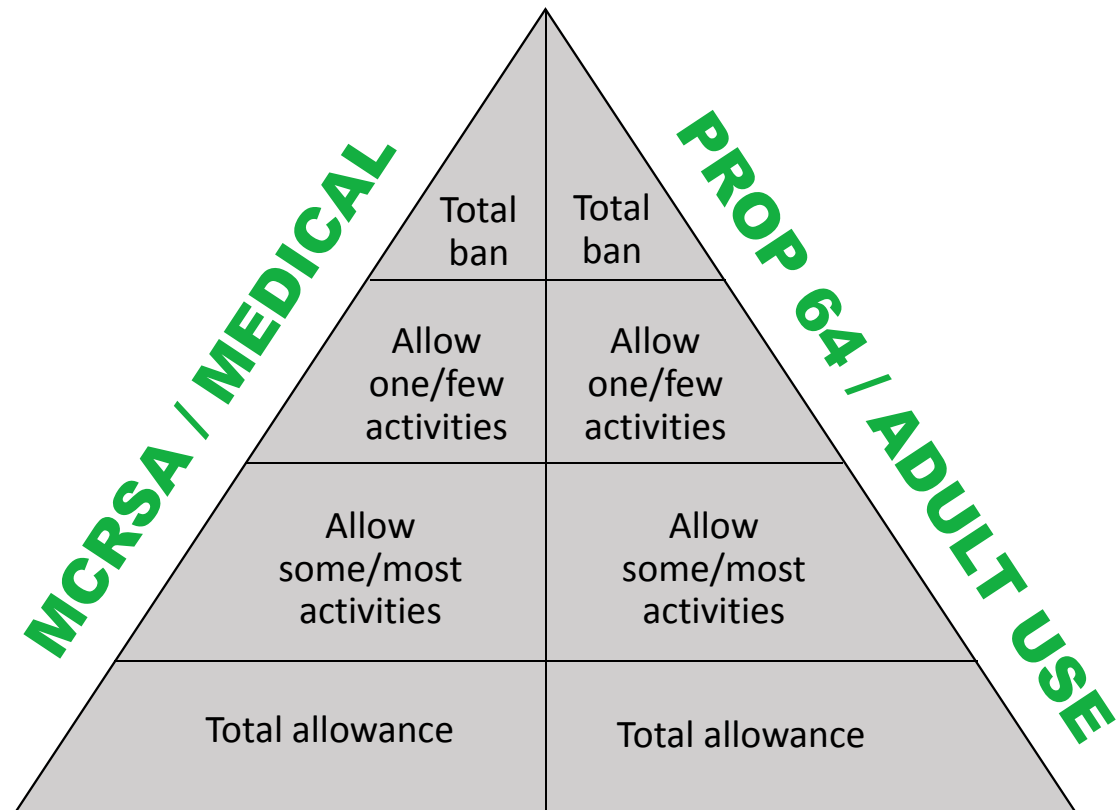 MCRSA / MEDICAL
PROP 64 / ADULT USE
Total
ban
Total
ban
Allow
one/few
activities
Allow
one/few
activities
Allow
some/most
activities
Allow
some/most
activities
Total allowance
Total allowance